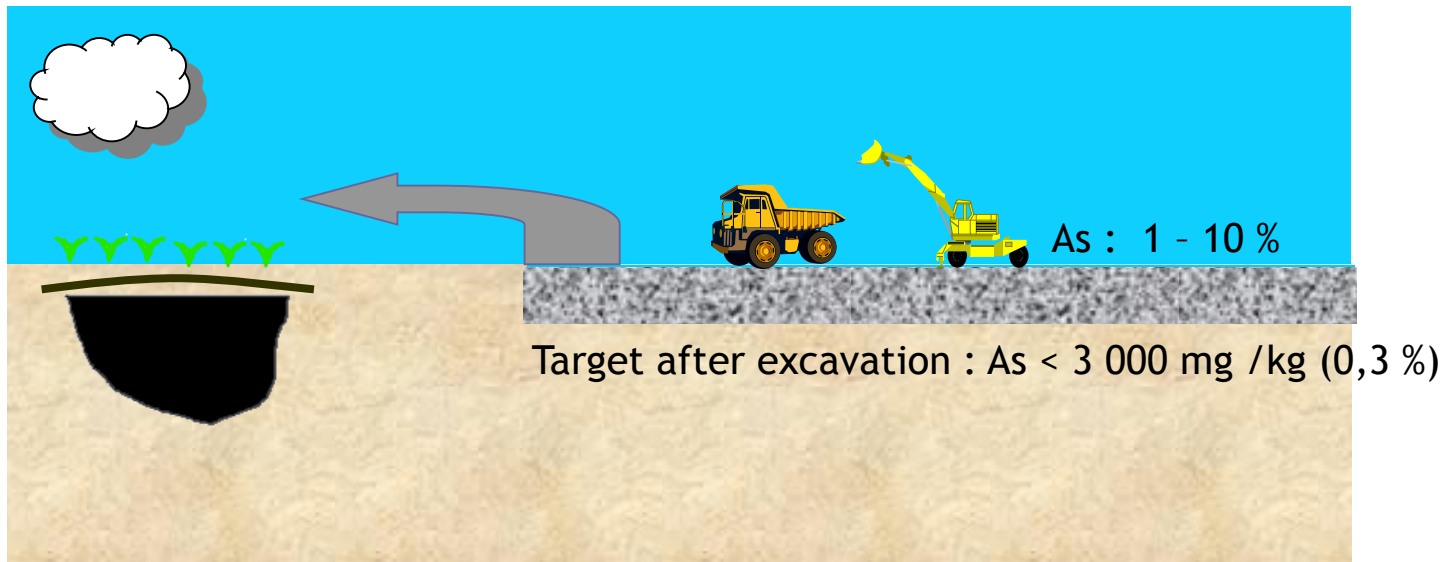 As : 1 – 10 %
Target after excavation : As < 3 000 mg /kg (0,3 %)